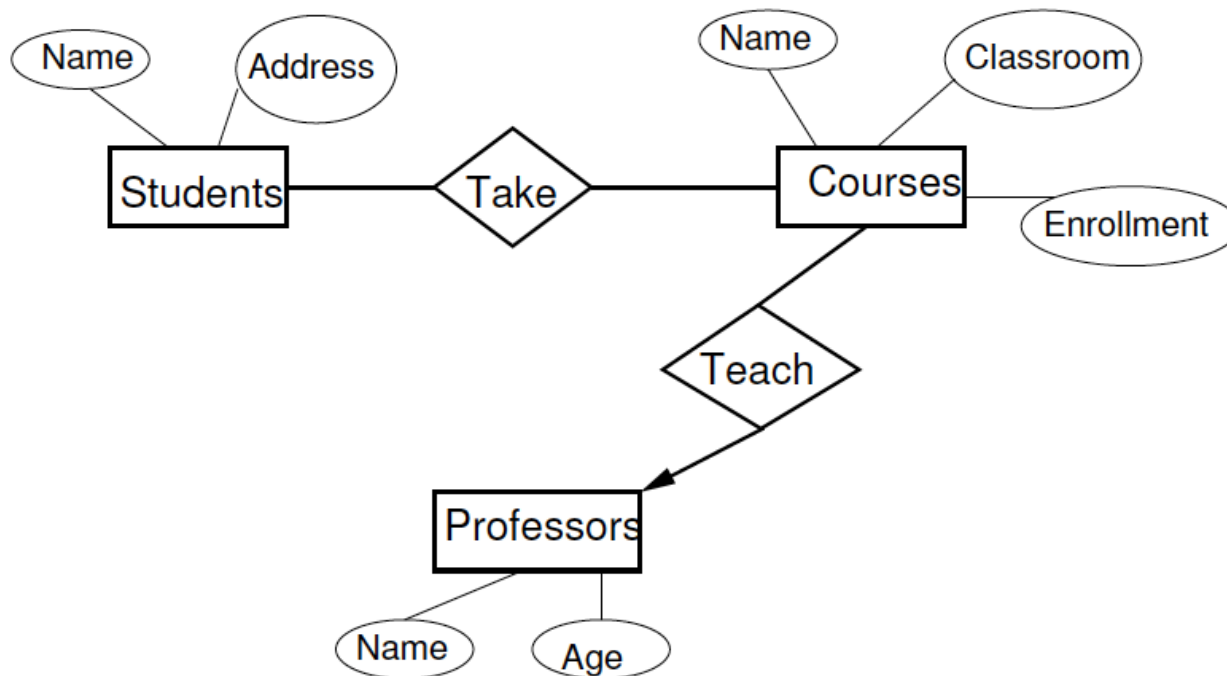 Name
Address
Name
Classroom
Students
Take
Courses
Enrollment
Teach
Professors
Name
Age